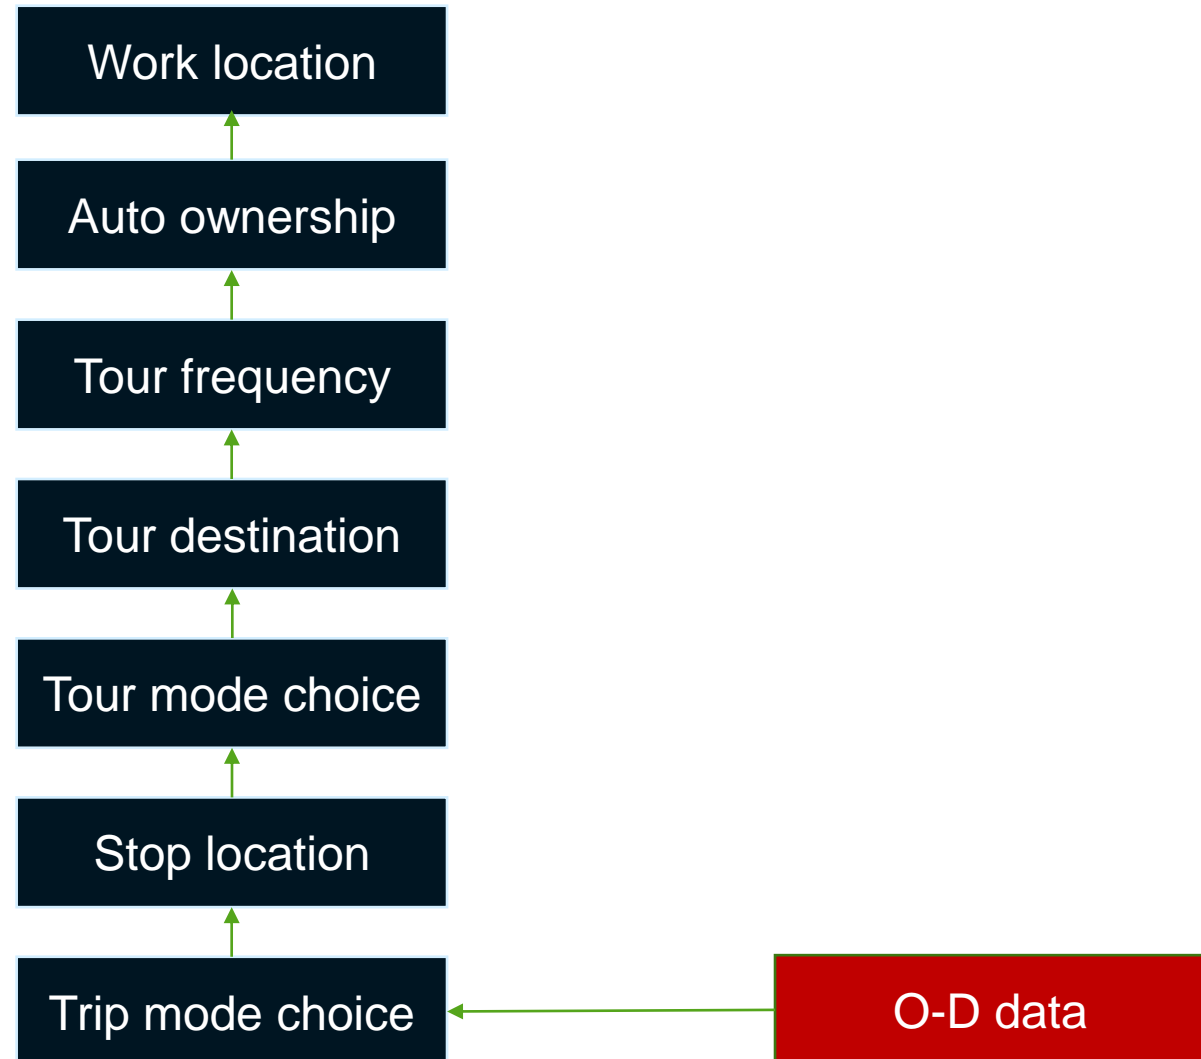 Work location
Auto ownership
Tour frequency
Tour destination
Tour mode choice
Stop location
Trip mode choice
O-D data